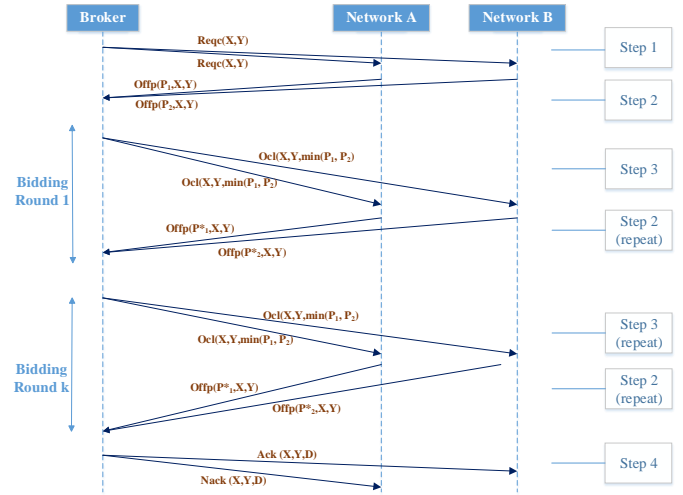 Broker
Network A
Network B
Reqc(X,Y)
Reqc(X,Y)
Step 1
Offp(P1,X,Y)
Offp(P2,X,Y)
Step 2
Bidding
Round 1
Ocl(X,Y,min(P1, P2)
Ocl(X,Y,min(P1, P2)
Step 3
Offp(P*1,X,Y)
Offp(P*2,X,Y)
Step 2
(repeat)
Bidding
Round k
Ocl(X,Y,min(P1, P2)
Ocl(X,Y,min(P1, P2)
Step 3
(repeat)
Offp(P*1,X,Y)
Offp(P*2,X,Y)
Step 2
(repeat)
Ack (X,Y,D)
Nack (X,Y,D)
Step 4